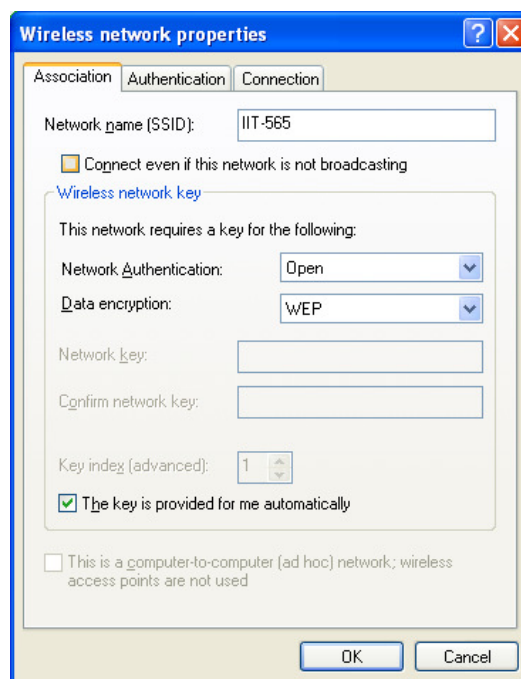 Wireless network properties
Association Authentication Connection
Network name (SSID): IIT-565
Connect even if this network is not broadcasting
Wireless network key
This network requires a key for the following:
Network Authentication: Open
Data encryption: WEP
Network key:
Confirm network key:
Key index (advanced): 1
The key is provided for me automatically
This is a computer-to-computer (ad hoc) network; wireless
access points are not used
OK Cancel